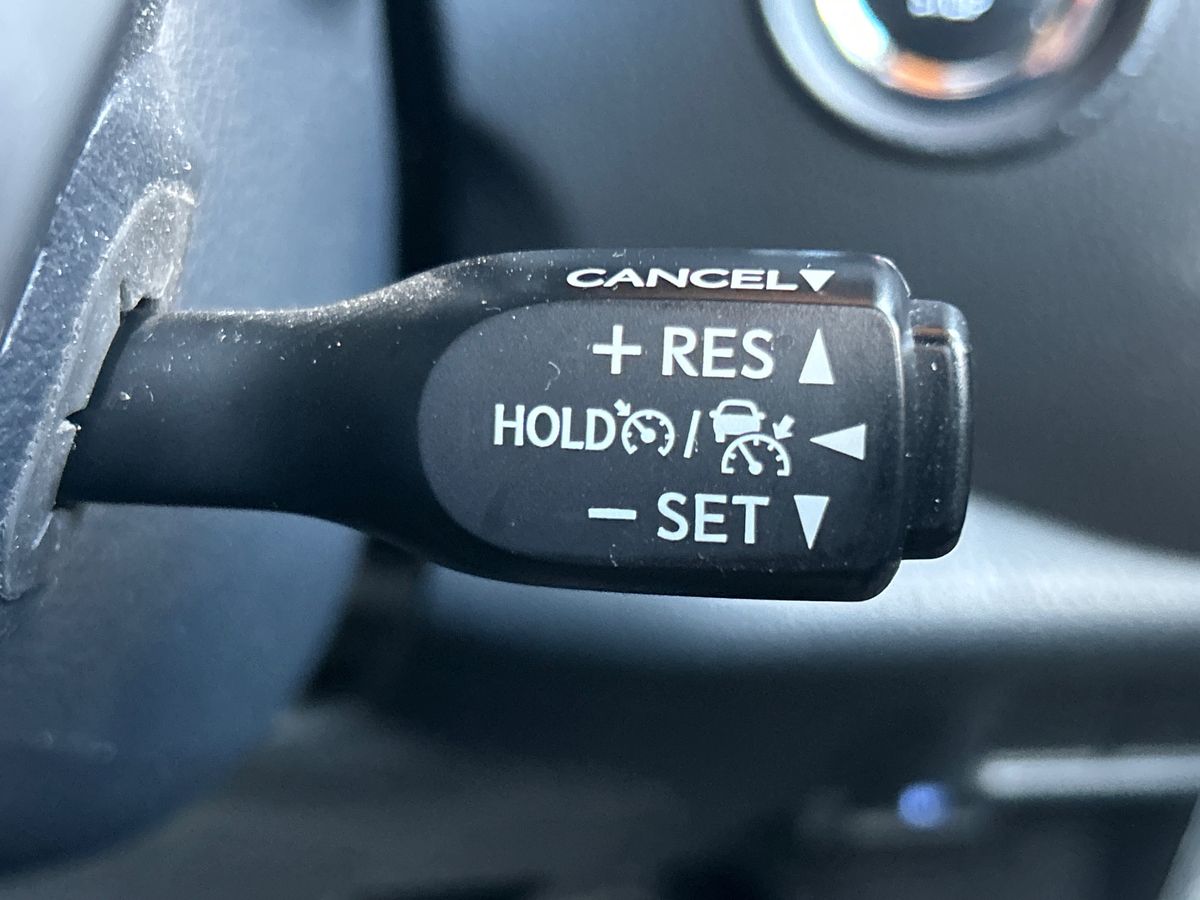 CANCEL▼
+ RES ▲
HOLD / ◀
− SET ▼